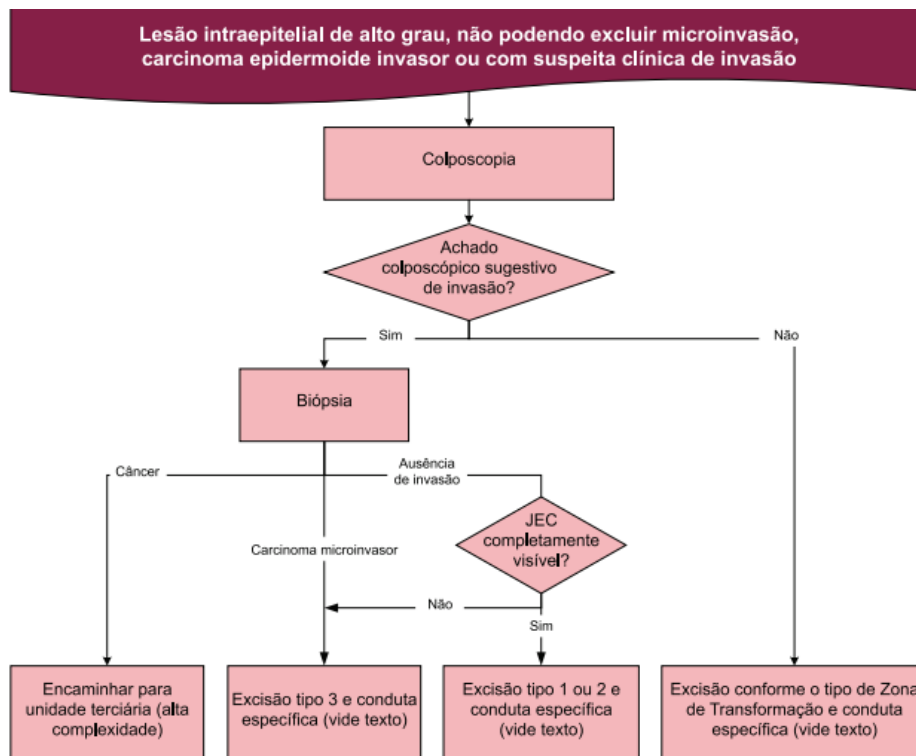 Lesão intraepitelial de alto grau, não podendo excluir microinvasão,
carcinoma epidermoide invasor ou com suspeita clínica de invasão
Colposcopia
Achado
colposcópico sugestivo
de invasão?
Sim
Não
Biópsia
Câncer
Ausência
de invasão
JEC
completamente
visível?
Carcinoma microinvasor
Não
Sim
Encaminhar para
unidade terciária (alta
complexidade)
Excisão tipo 3 e conduta
específica (vide texto)
Excisão tipo 1 ou 2 e
conduta específica
(vide texto)
Excisão conforme o tipo de Zona
de Transformação e conduta
específica (vide texto)